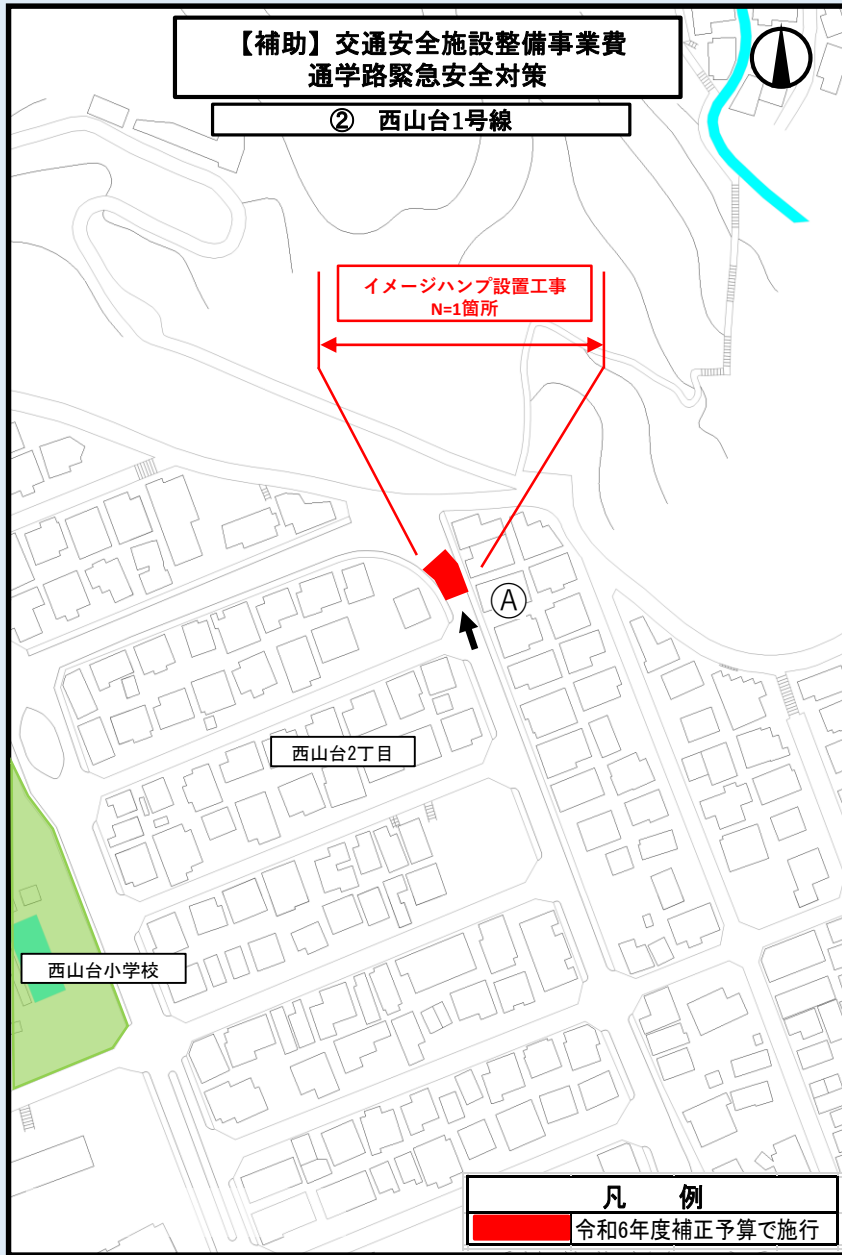 【補助】交通安全施設整備事業費
通学路緊急安全対策
② 西山台1号線
イメージハンプ設置工事
N=1箇所
Ⓐ
西山台2丁目
西山台小学校
凡 例
令和6年度補正予算で施行